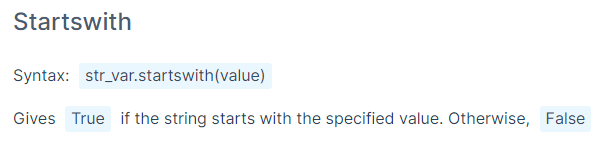 Startswith
Syntax: str_var.startswith(value)
Gives True if the string starts with the specified value. Otherwise, False